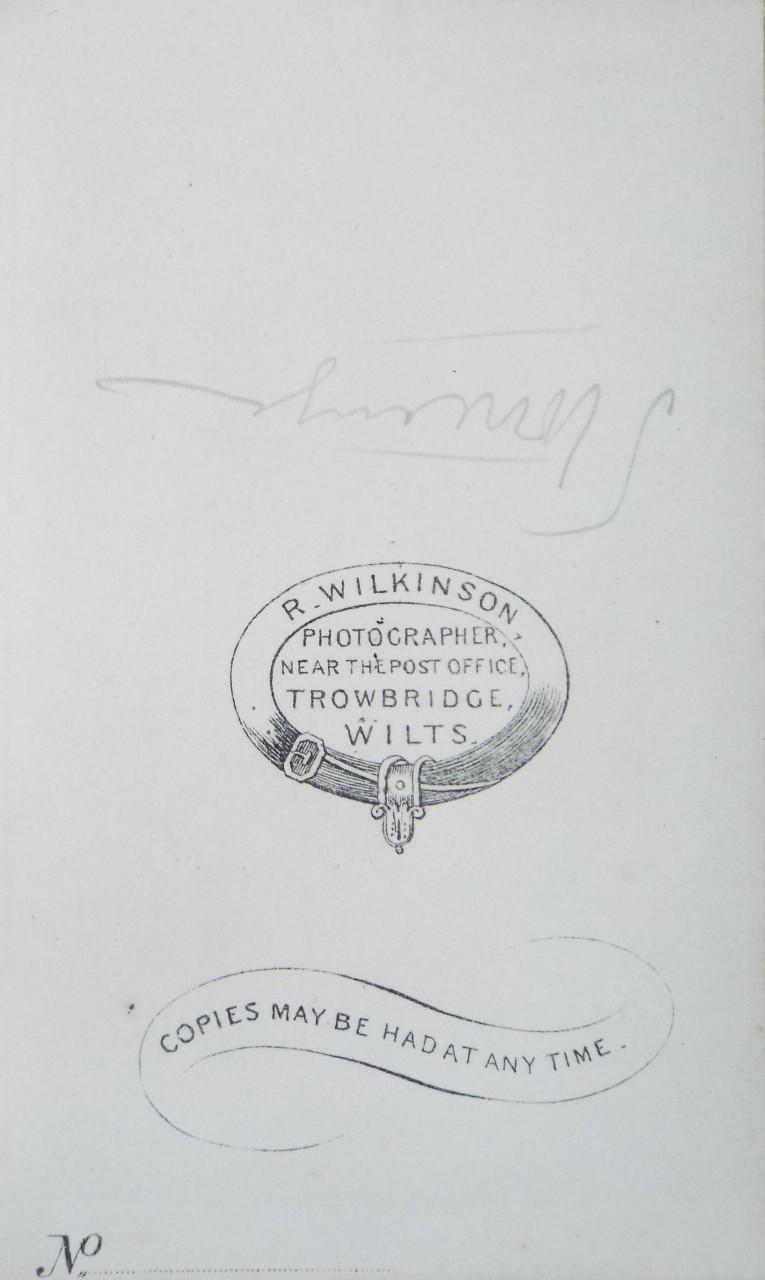 R. WILKINSON,
PHOTOGRAPHER,
NEAR THE POST OFFICE,
TROWBRIDGE,
WILTS.
COPIES MAY BE HAD AT ANY TIME.
No